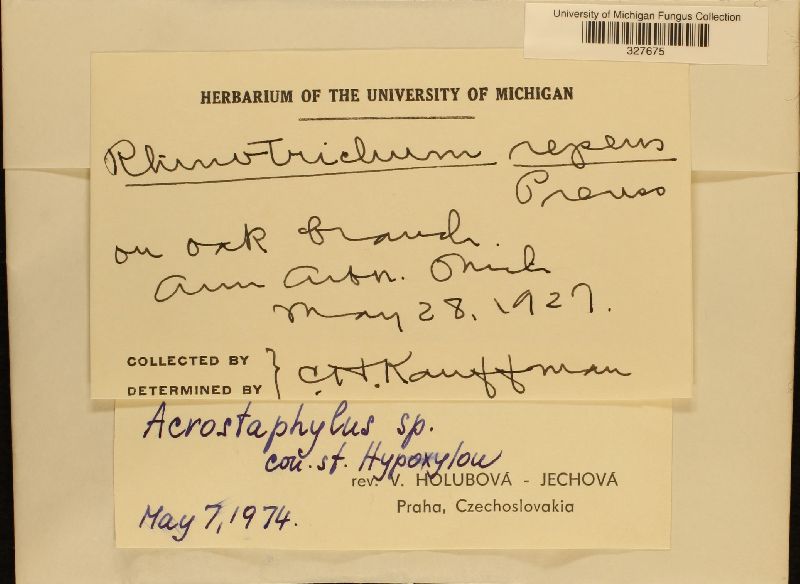 University of Michigan Fungus Collection
327675
HERBARIUM OF THE UNIVERSITY OF MICHIGAN
Rhinotrichum repens
Preuss
on oak branch.
Ann Arbor. Mich
May 28, 1927.
COLLECTED BY
DETERMINED BY } C.H. Kauffman
Acrostaphylus sp.
con. st. Hypoxylon
rev. V. HOLUBOVÁ - JECHOVÁ
Praha, Czechoslovakia
May 7, 1974.